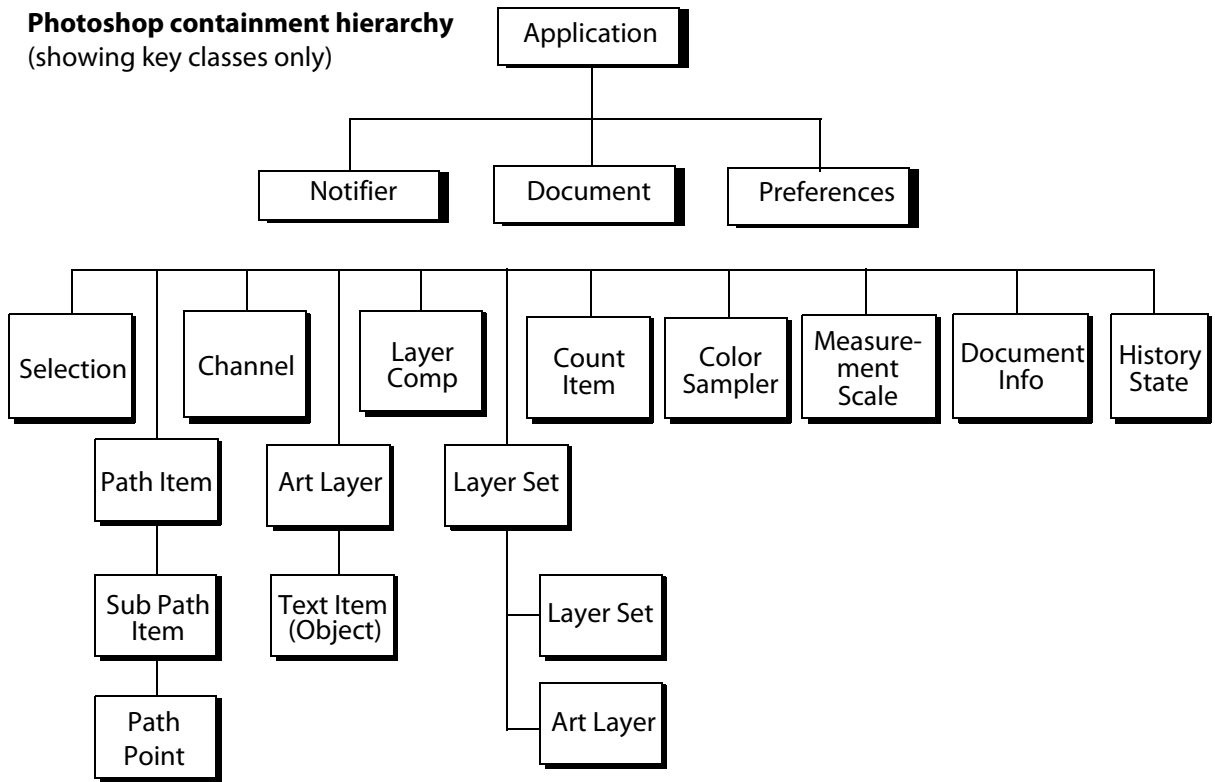 Photoshop containment hierarchy
(showing key classes only)
Application
Notifier
Document
Preferences
Selection
Channel
Layer
Comp
Count
Item
Color
Sampler
Measure-
ment
Scale
Document
Info
History
State
Path Item
Art Layer
Layer Set
Sub Path
Item
Text Item
(Object)
Layer Set
Path
Point
Art Layer